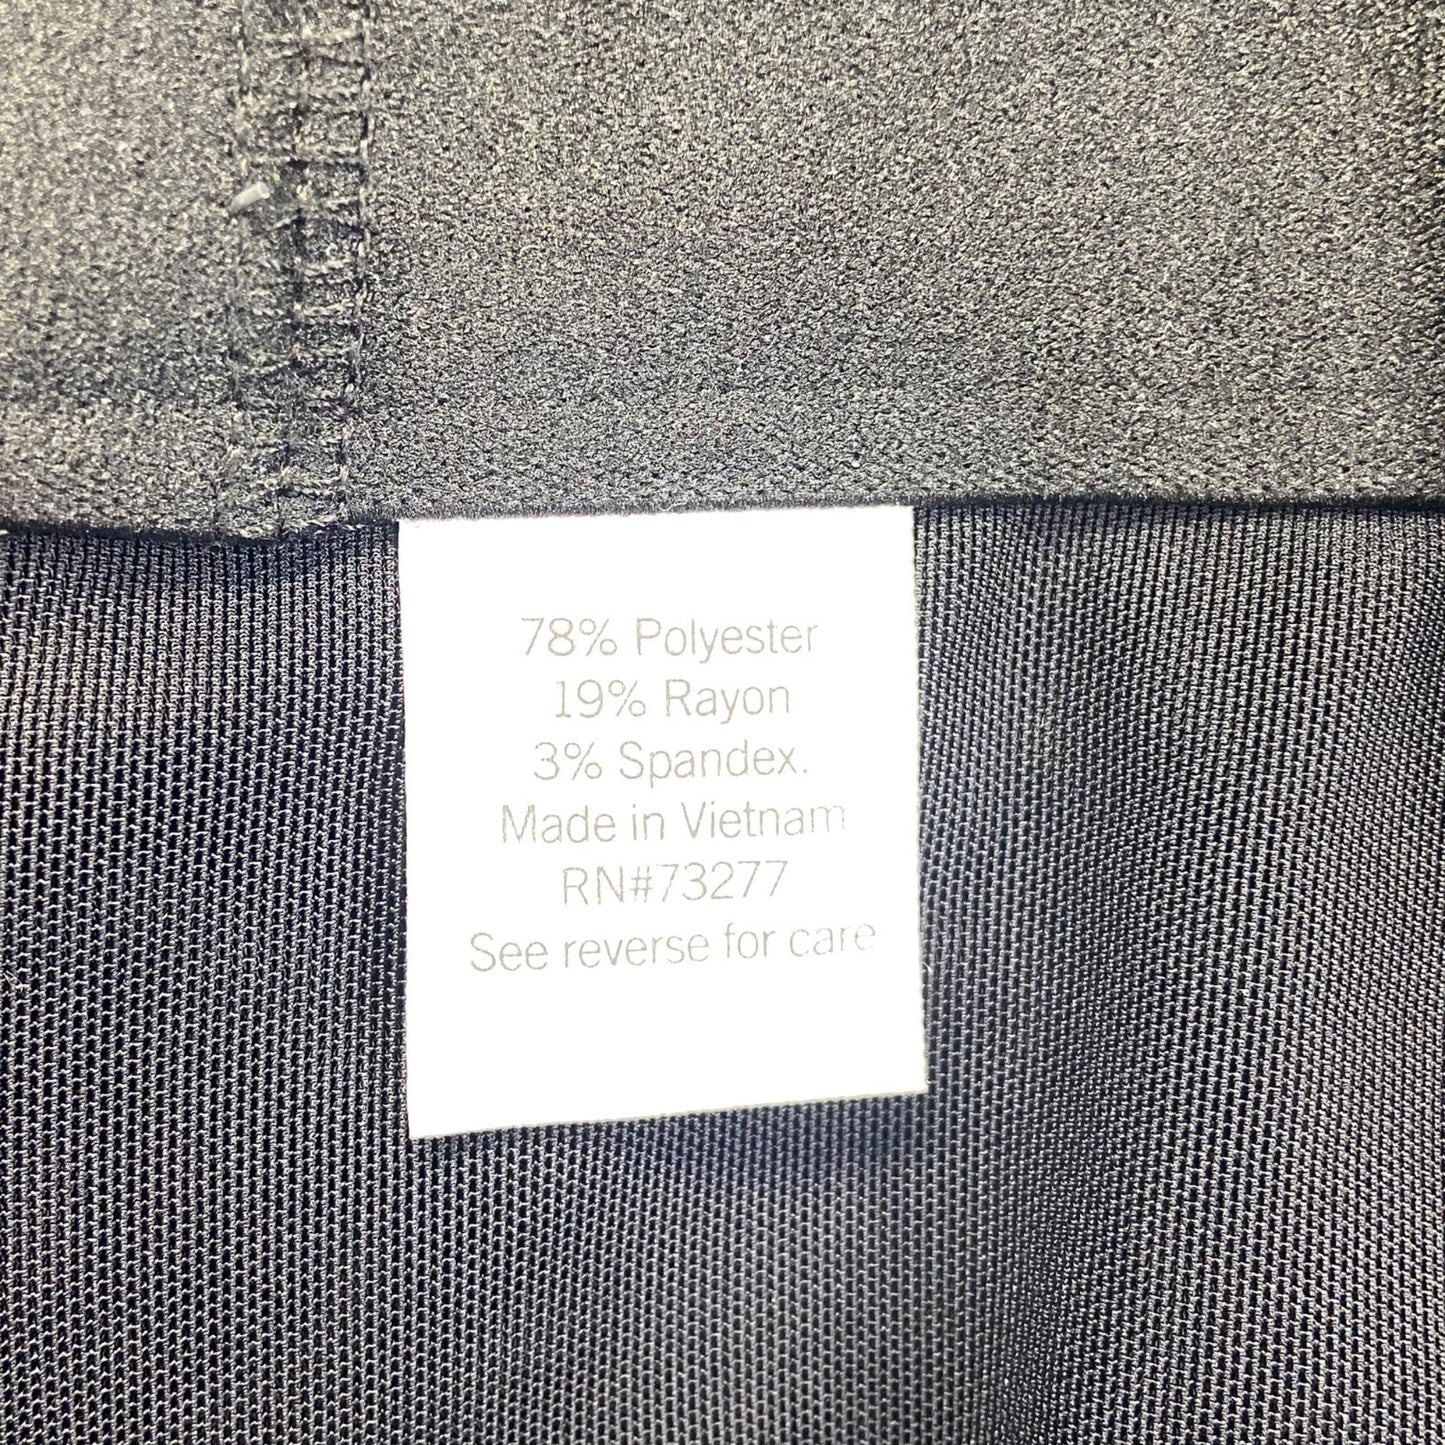 78% Polyester
19% Rayon
3% Spandex.
Made in Vietnam
RN#73277
See reverse for care